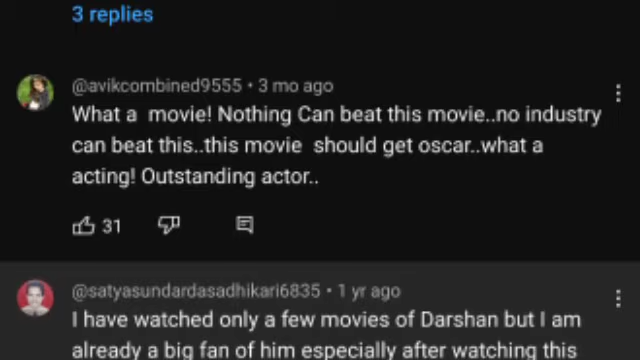 3 replies
@avikcombined9555 • 3 mo ago
What a movie! Nothing Can beat this movie..no industry
can beat this..this movie should get oscar..what a
acting! Outstanding actor..
31
@satyasundardasadhikari6835 • 1 yr ago
I have watched only a few movies of Darshan but I am
already a big fan of him especially after watching this